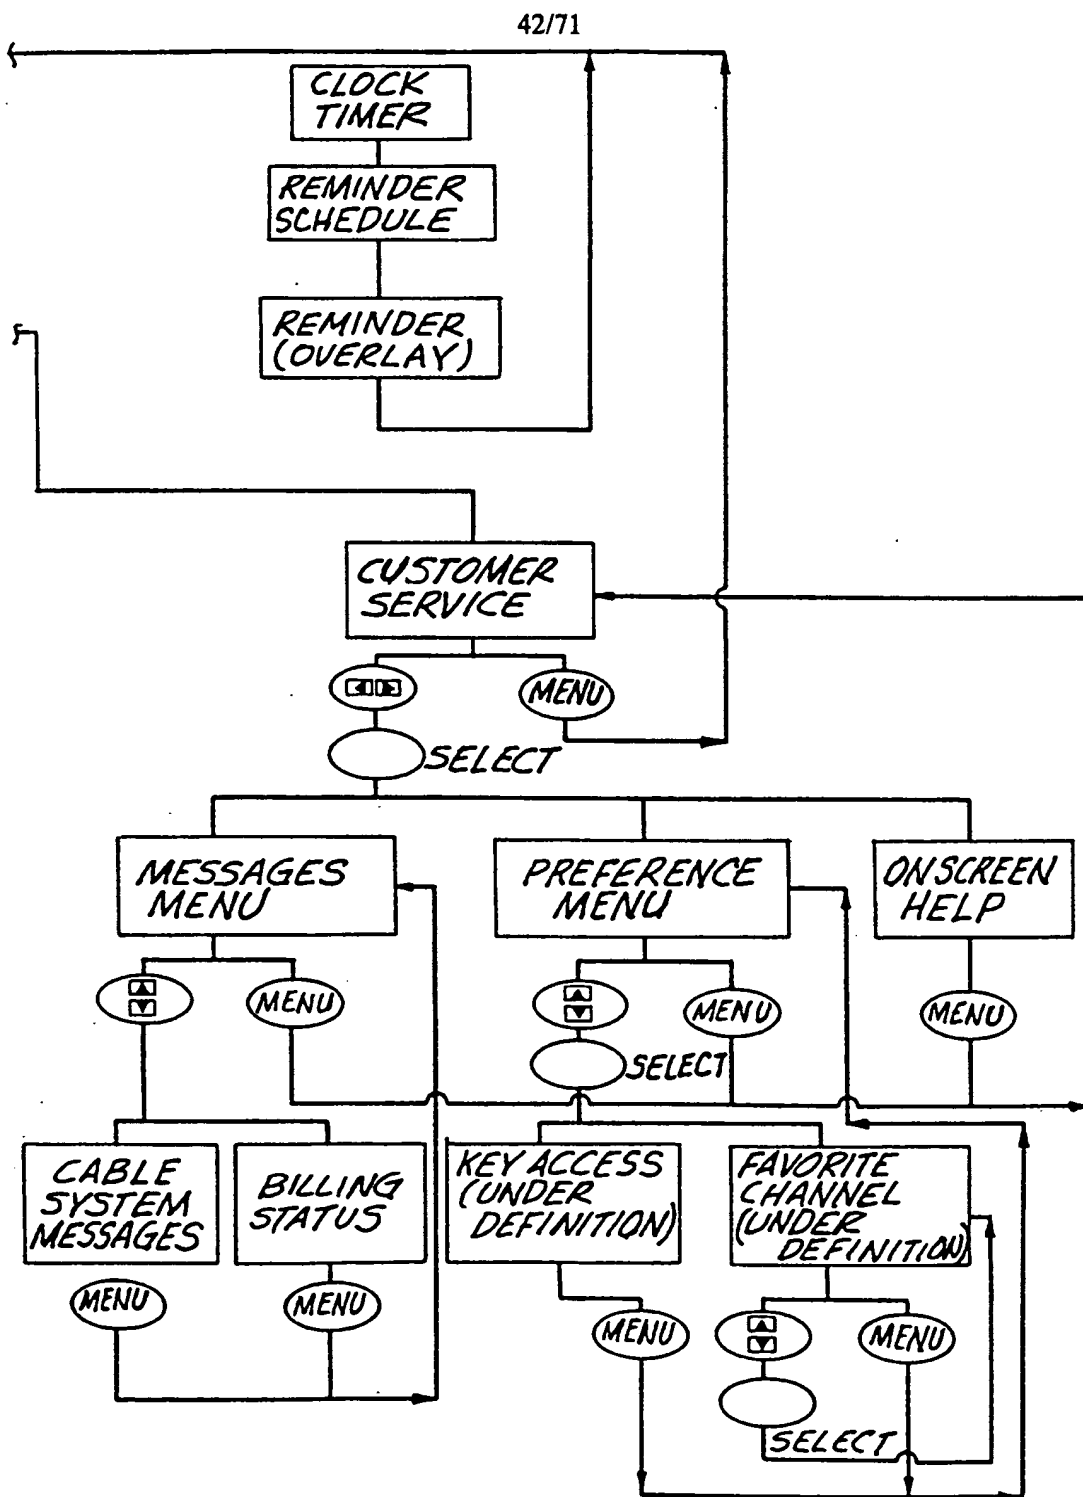 42/71
CLOCK
TIMER
REMINDER
SCHEDULE
REMINDER
(OVERLAY)
CUSTOMER
SERVICE
MENU
SELECT
MESSAGES
MENU
PREFERENCE
MENU
ON SCREEN
HELP
MENU
MENU
MENU
SELECT
CABLE
SYSTEM
MESSAGES
BILLING
STATUS
KEY ACCESS
(UNDER
DEFINITION)
FAVORITE
CHANNEL
(UNDER
DEFINITION)
MENU
MENU
MENU
MENU
SELECT